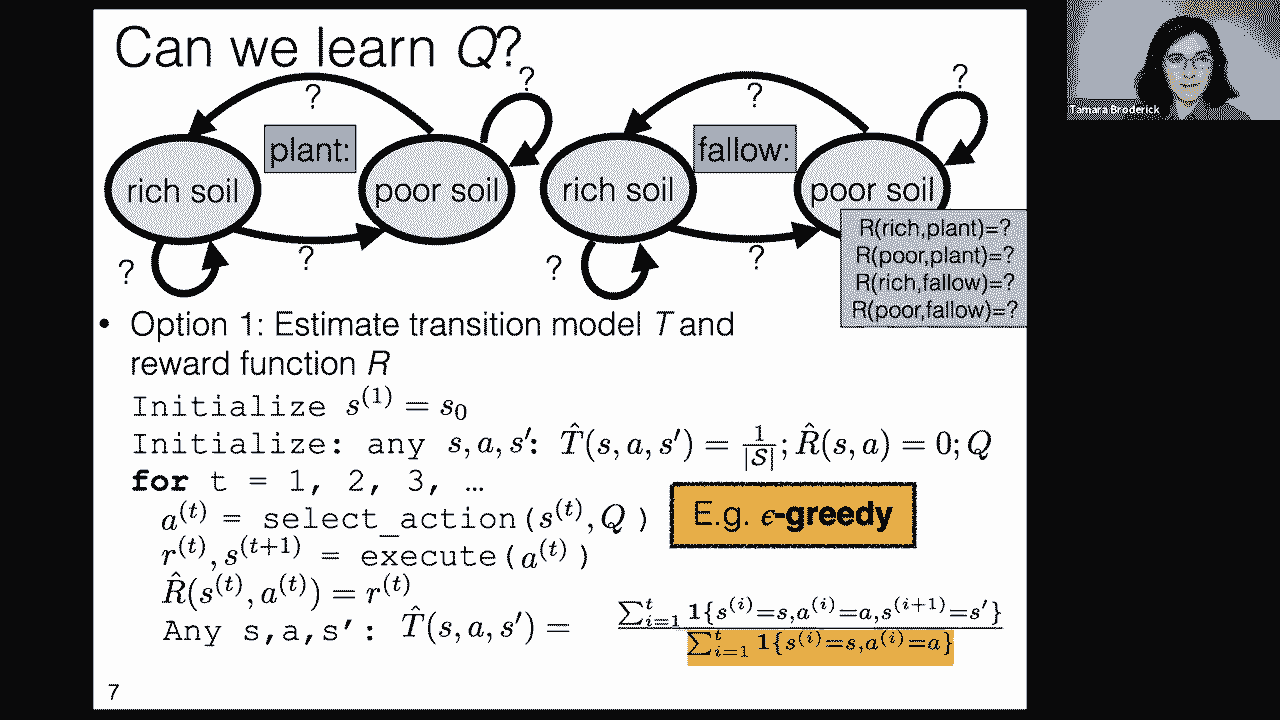 Can we learn Q?
? ? ? ?
plant: fallow:
rich soil poor soil rich soil poor soil
R(rich,plant)=?
R(poor,plant)=?
R(rich,fallow)=?
R(poor,fallow)=?
? ? ? ?
• Option 1: Estimate transition model T and
reward function R
Initialize s^{(1)} = s_0
Initialize: any s,a,s′: \hat{T}(s,a,s′) = \frac{1}{|\mathcal{S}|}; \hat{R}(s,a) = 0; Q
for t = 1, 2, 3, …
a^{(t)} = select_action(s^{(t)}, Q )
E.g. ϵ-greedy
r^{(t)}, s^{(t+1)} = execute(a^{(t)} )
\hat{R}(s^{(t)}, a^{(t)}) = r^{(t)}
Any s,a,s′: \hat{T}(s,a,s′) = \frac{\sum_{i=1}^{t} 1\{s^{(i)}=s,a^{(i)}=a,s^{(i+1)}=s′\}}{\sum_{i=1}^{t} 1\{s^{(i)}=s,a^{(i)}=a\}}
7
Tamara Broderick